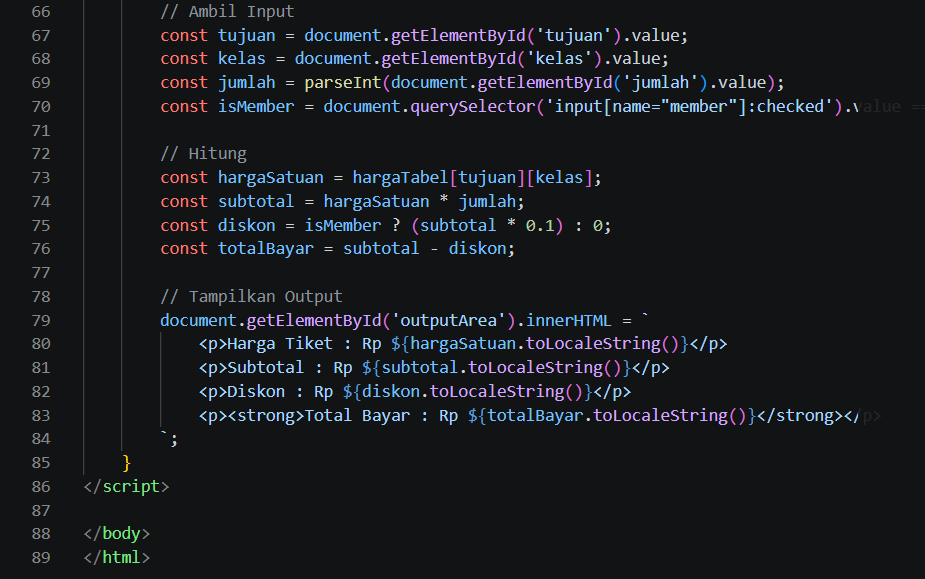 66 // Ambil Input
67 const tujuan = document.getElementById('tujuan').value;
68 const kelas = document.getElementById('kelas').value;
69 const jumlah = parseInt(document.getElementById('jumlah').value);
70 const isMember = document.querySelector('input[name="member"]:checked').value ==
71
72 // Hitung
73 const hargaSatuan = hargaTabel[tujuan][kelas];
74 const subtotal = hargaSatuan * jumlah;
75 const diskon = isMember ? (subtotal * 0.1) : 0;
76 const totalBayar = subtotal - diskon;
77
78 // Tampilkan Output
79 document.getElementById('outputArea').innerHTML = `
80 <p>Harga Tiket : Rp ${hargaSatuan.toLocaleString()}</p>
81 <p>Subtotal : Rp ${subtotal.toLocaleString()}</p>
82 <p>Diskon : Rp ${diskon.toLocaleString()}</p>
83 <p><strong>Total Bayar : Rp ${totalBayar.toLocaleString()}</strong></p>
84 `;
85 }
86 </script>
87
88 </body>
89 </html>